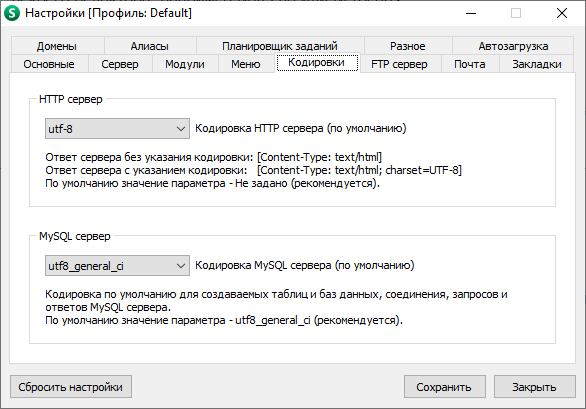 Настройки [Профиль: Default]
Домены Алиасы Планировщик заданий Разное Автозагрузка
Основные Сервер Модули Меню Кодировки FTP сервер Почта Закладки
HTTP сервер
utf-8 Кодировка HTTP сервера (по умолчанию)
Ответ сервера без указания кодировки: [Content-Type: text/html]
Ответ сервера с указанием кодировки: [Content-Type: text/html; charset=UTF-8]
По умолчанию значение параметра - Не задано (рекомендуется).
MySQL сервер
utf8_general_ci Кодировка MySQL сервера (по умолчанию)
Кодировка по умолчанию для создаваемых таблиц и баз данных, соединения, запросов и
ответов MySQL сервера.
По умолчанию значение параметра - utf8_general_ci (рекомендуется).
Сбросить настройки Сохранить Закрыть